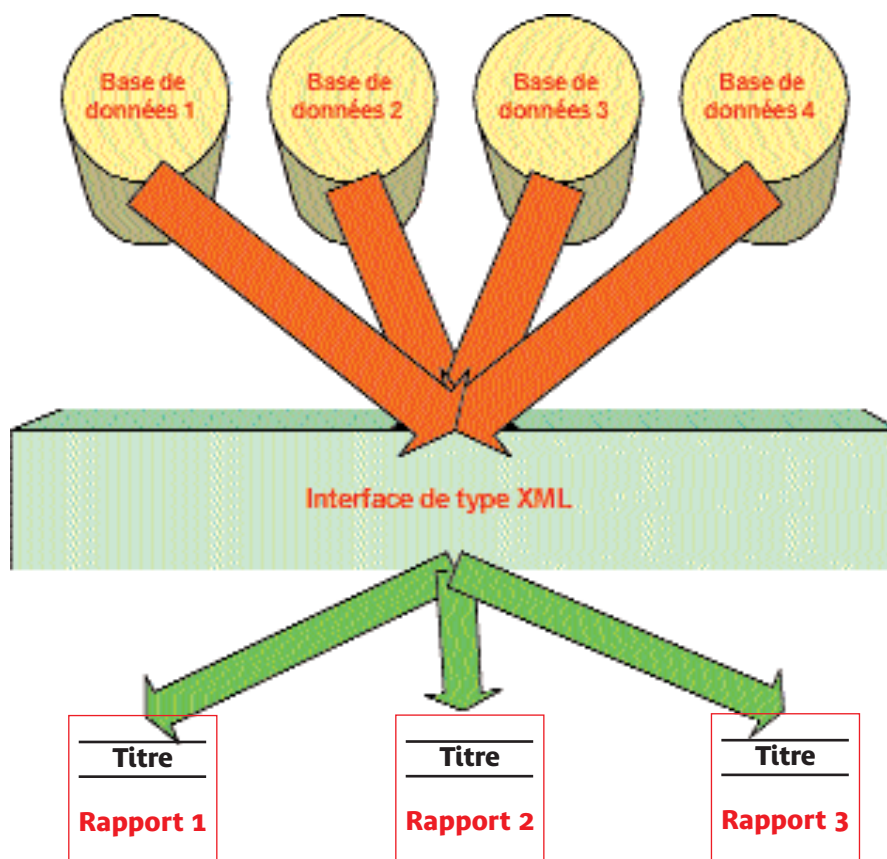 Base de
données 1
Base de
données 2
Base de
données 3
Base de
données 4
Interface de type XML
Titre
Rapport 1
Titre
Rapport 2
Titre
Rapport 3